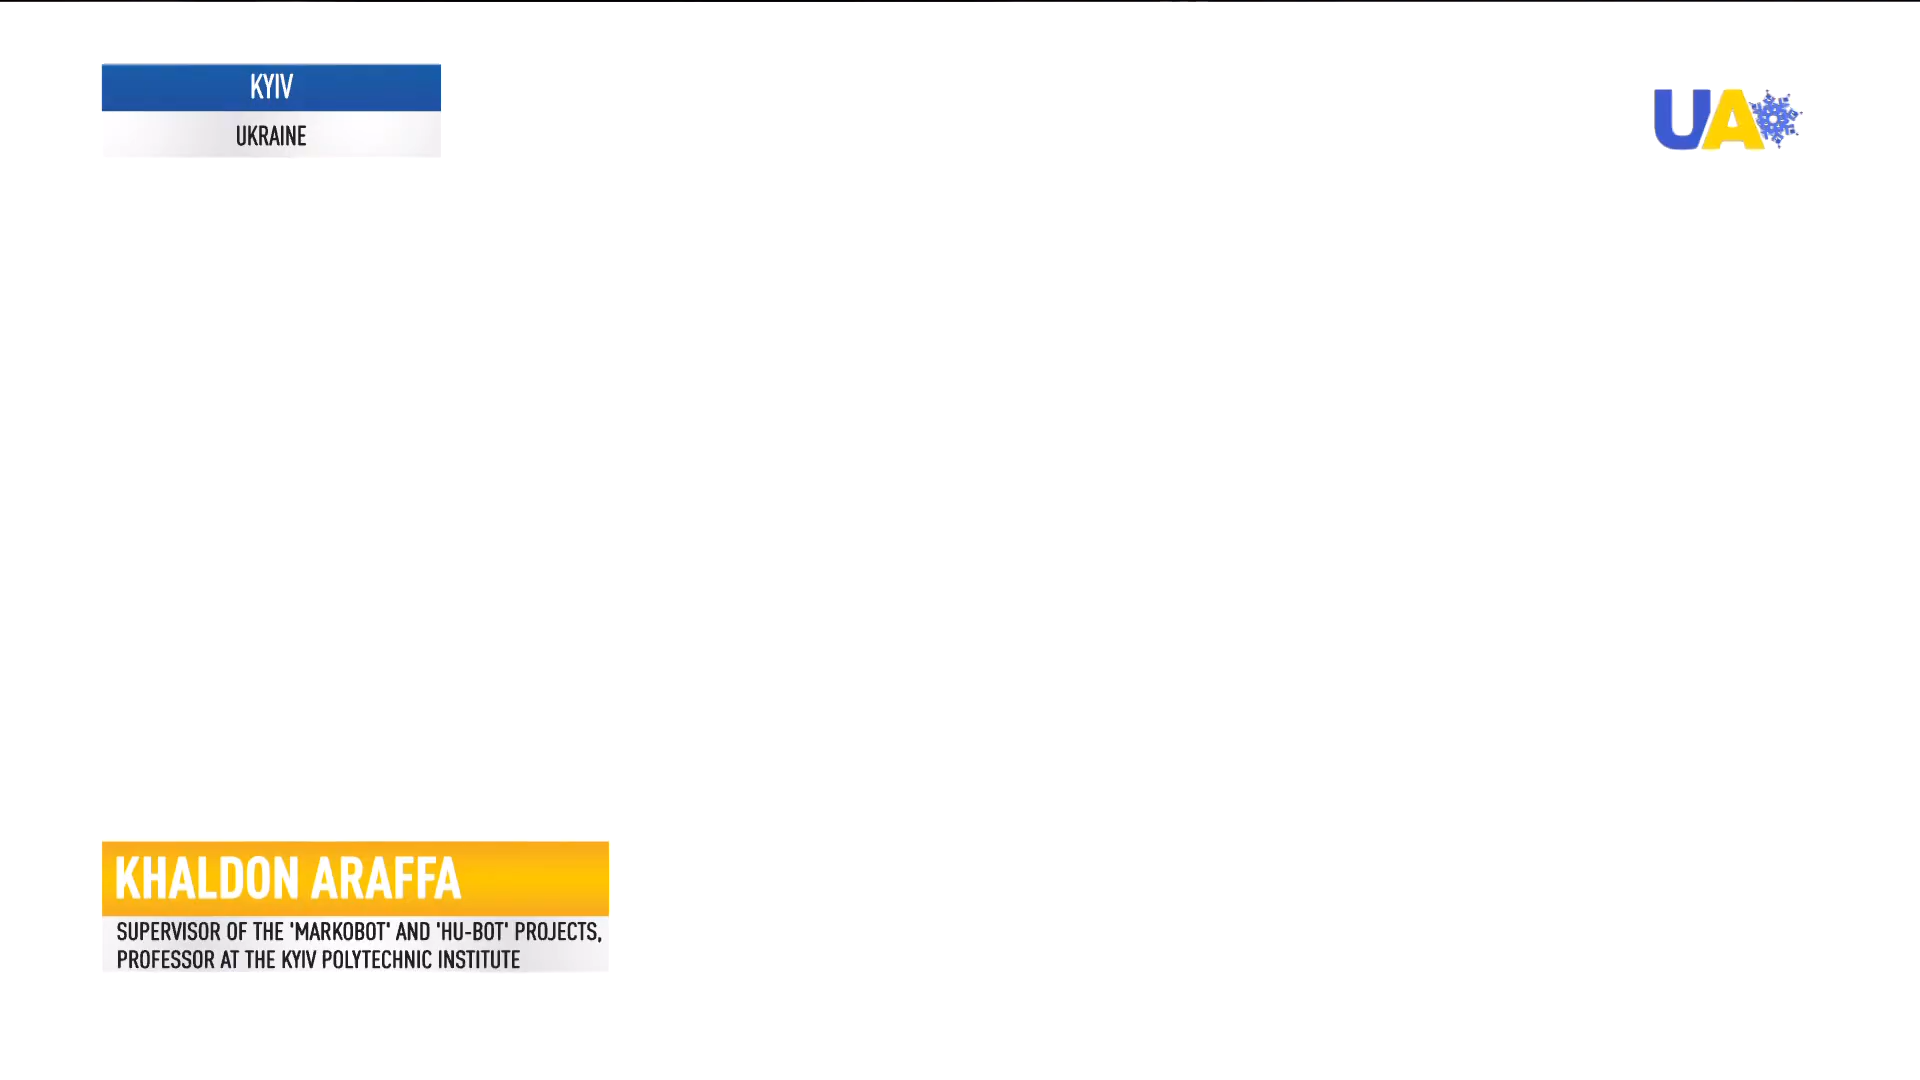 KYIV
UKRAINE
UA
KHALDON ARAFFA
SUPERVISOR OF THE 'MARKOBOT' AND 'HU-BOT' PROJECTS,
PROFESSOR AT THE KYIV POLYTECHNIC INSTITUTE